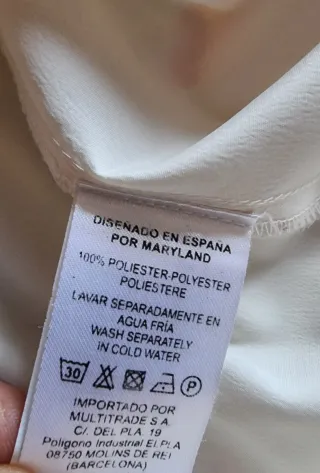 DISEÑADO EN ESPAÑA
POR MARYLAND
100% POLIESTER-POLYESTER
POLIESTERE
LAVAR SEPARADAMENTE EN
AGUA FRÍA
WASH SEPARATELY
IN COLD WATER
30 P
IMPORTADO POR
MULTITRADE S.A.
C/. DEL PLA, 19
Polígono Industrial El Pla
08750 MOLINS DE REI
(BARCELONA)